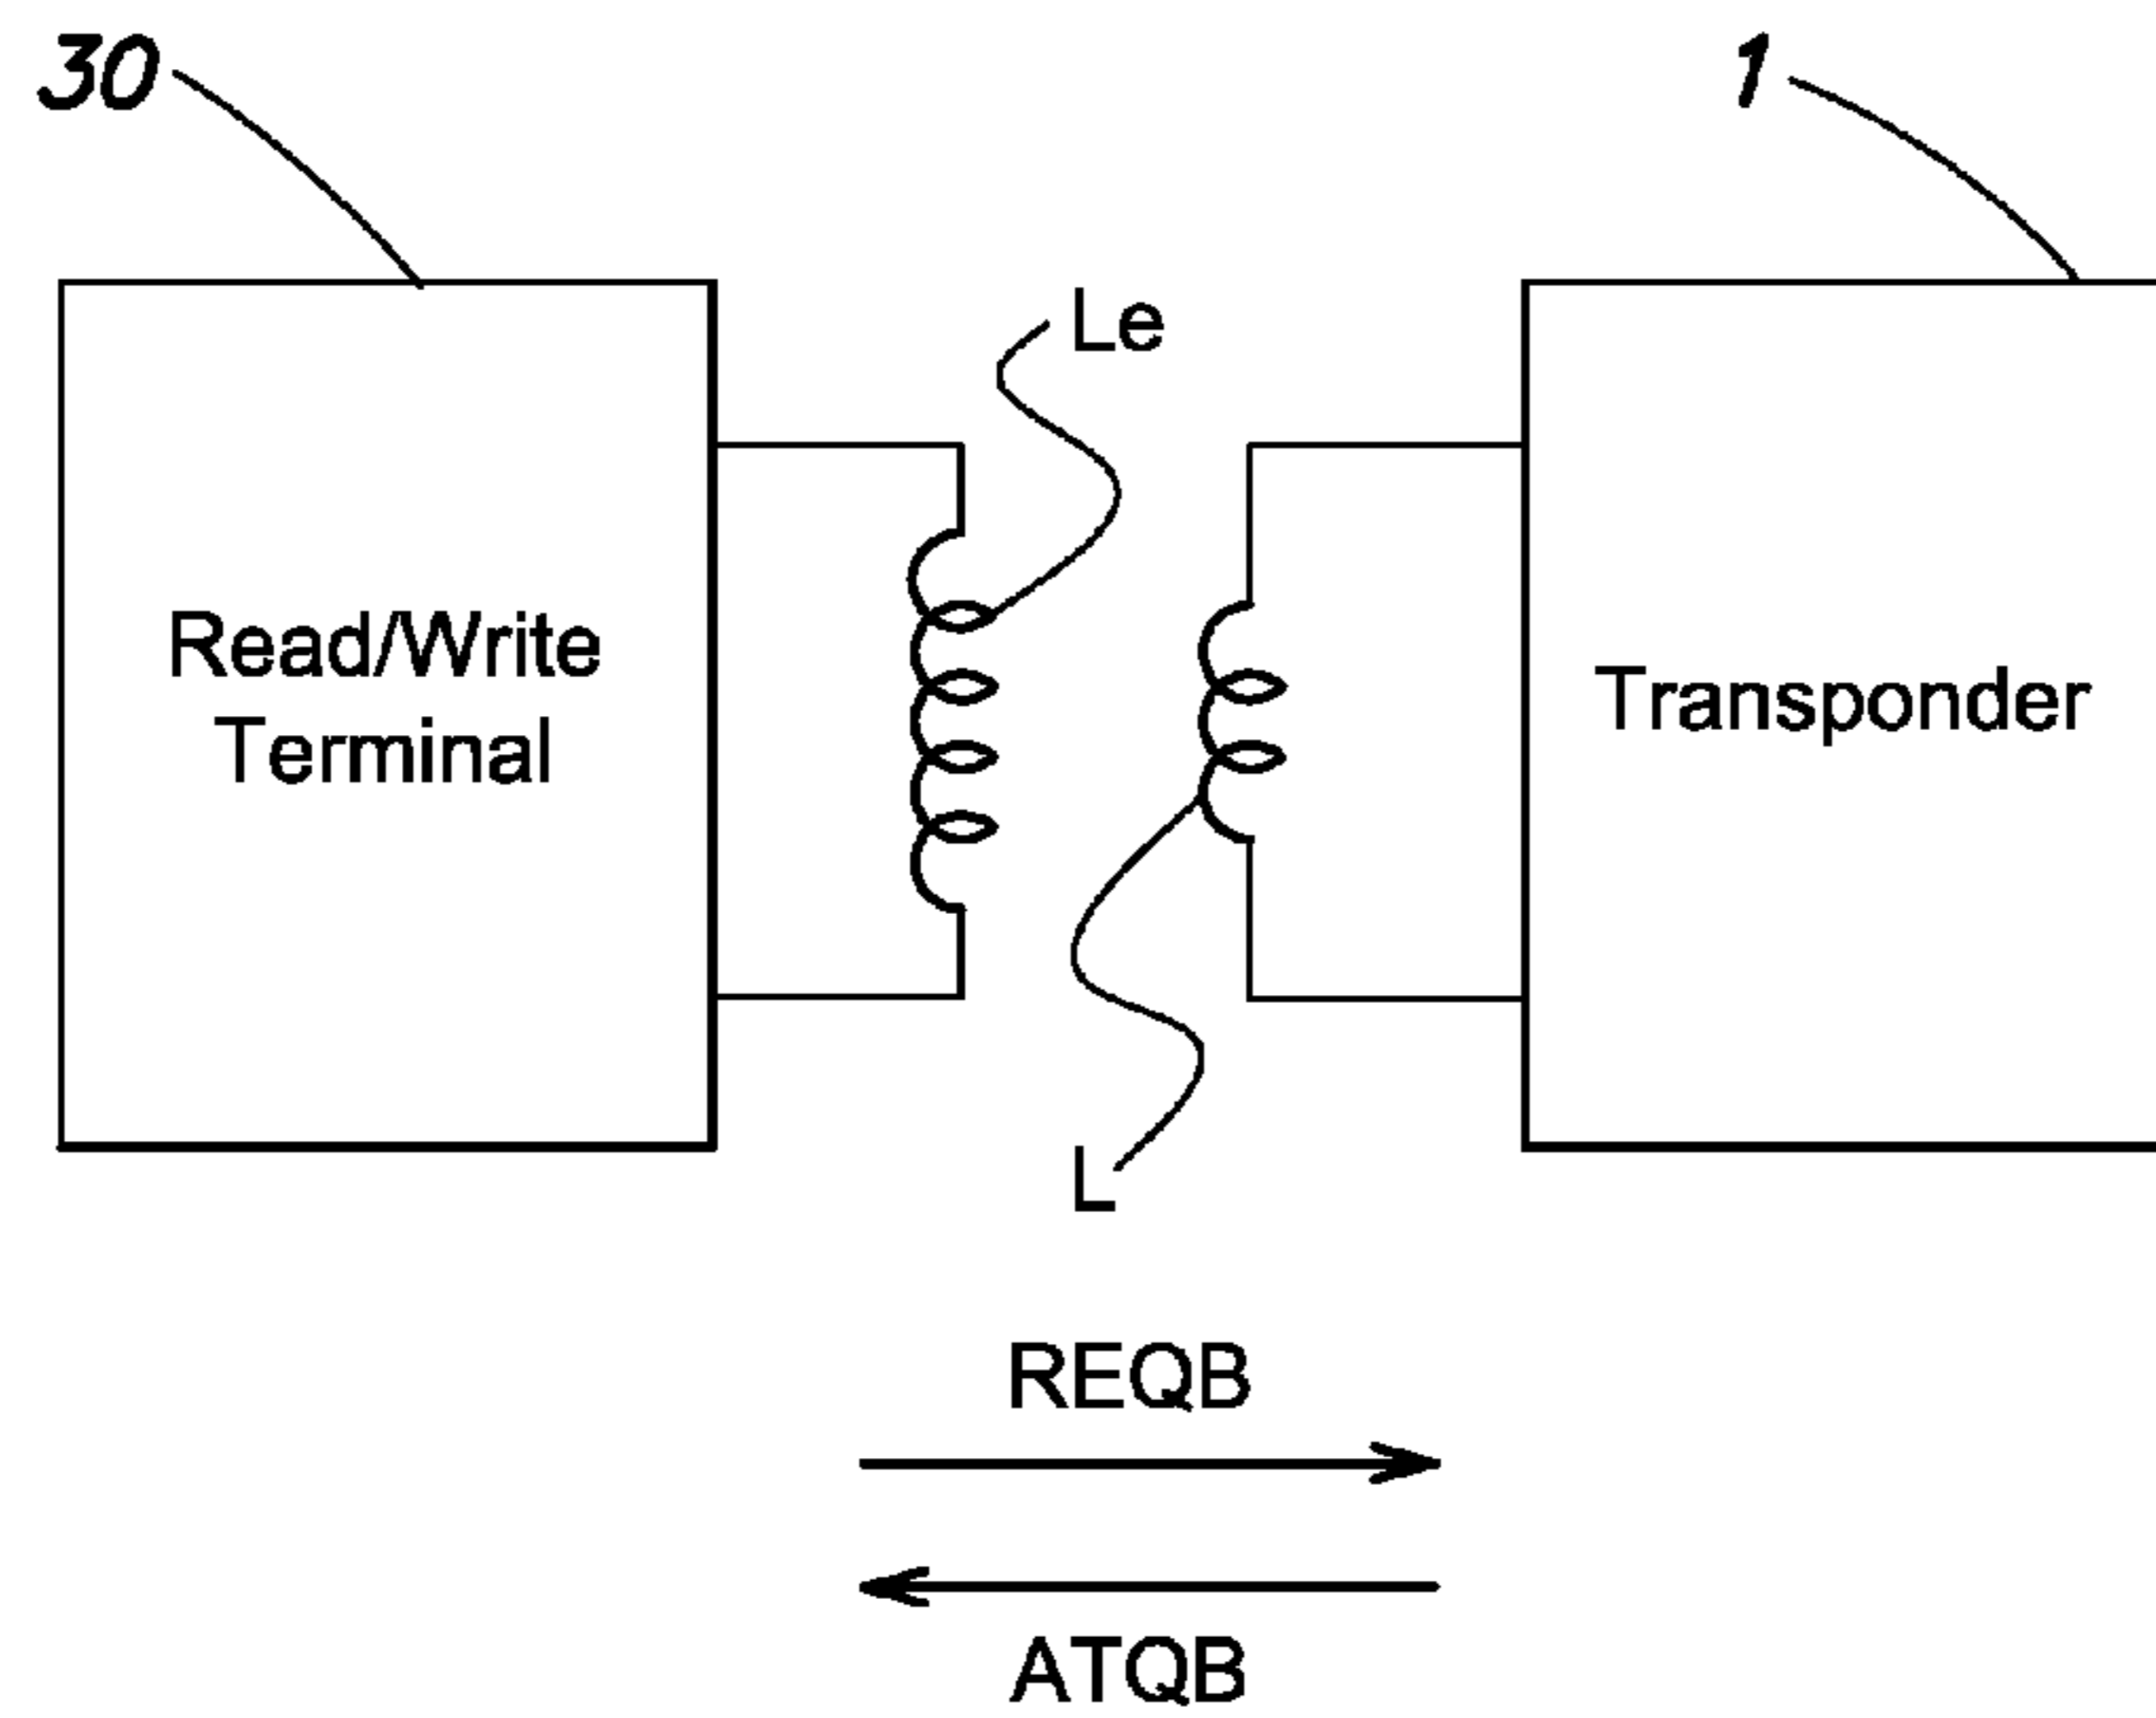 30
1
Le
Read/Write
Terminal
Transponder
L
REQB
ATQB